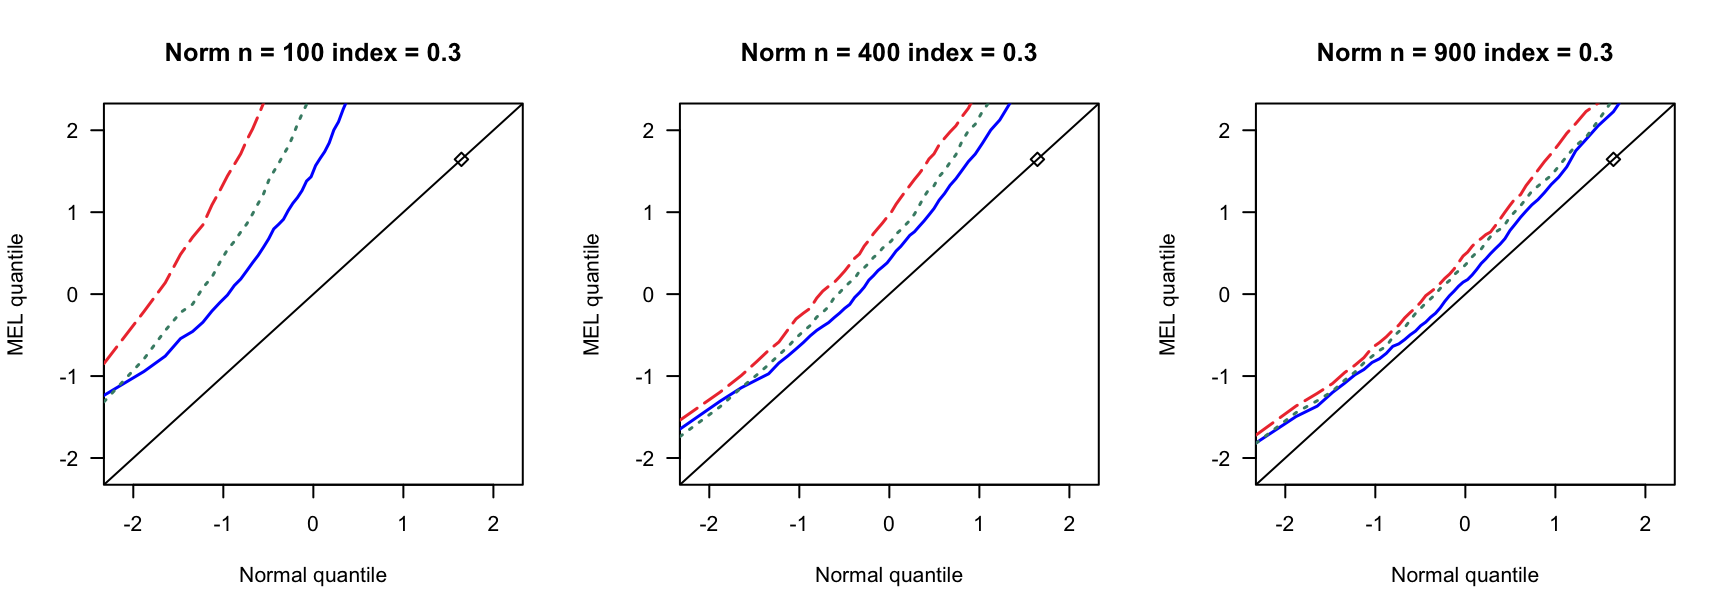 Norm n = 100 index = 0.3
MEL quantile
2
1
0
-1
-2
-2 -1 0 1 2
Normal quantile
Norm n = 400 index = 0.3
MEL quantile
2
1
0
-1
-2
-2 -1 0 1 2
Normal quantile
Norm n = 900 index = 0.3
MEL quantile
2
1
0
-1
-2
-2 -1 0 1 2
Normal quantile